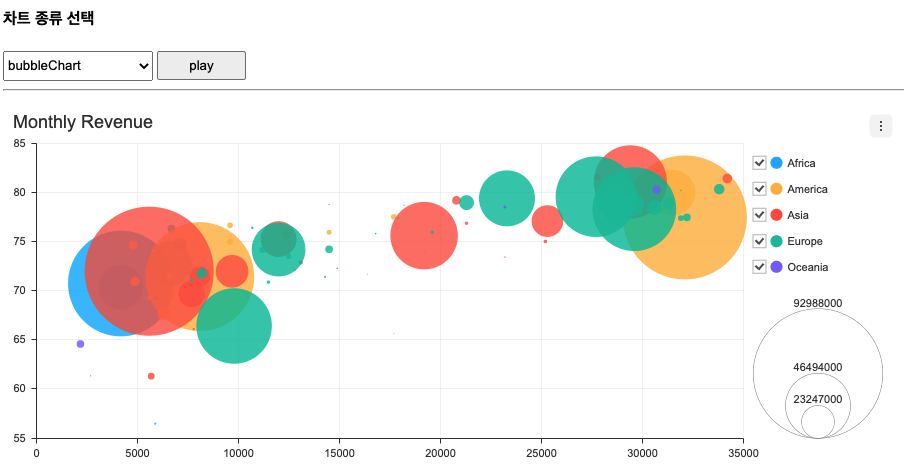 차트 종류 선택
bubbleChart play
Monthly Revenue
85
80
75
70
65
60
55
0 5000 10000 15000 20000 25000 30000 35000
Africa
America
Asia
Europe
Oceania
92988000
46494000
23247000